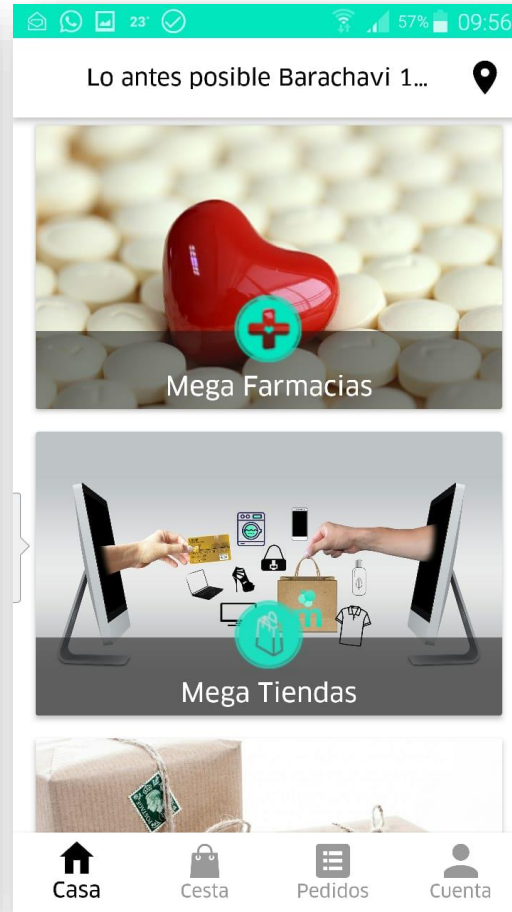 23°
57%
09:56
Lo antes posible Barachavi 1...
Mega Farmacias
m
Mega Tiendas
Casa
Cesta
Pedidos
Cuenta